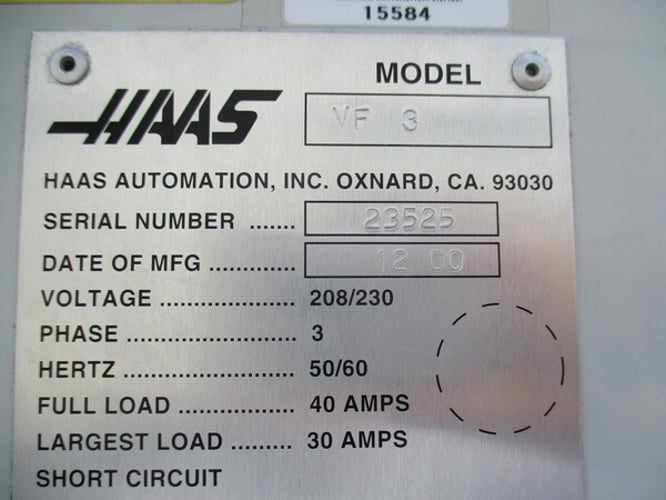 15584
HAAS
MODEL
VF 3
HAAS AUTOMATION, INC. OXNARD, CA. 93030
SERIAL NUMBER ....... 23525
DATE OF MFG ............. 12 00
VOLTAGE .................... 208/230
PHASE ......................... 3
HERTZ ......................... 50/60
FULL LOAD ................. 40 AMPS
LARGEST LOAD ......... 30 AMPS
SHORT CIRCUIT